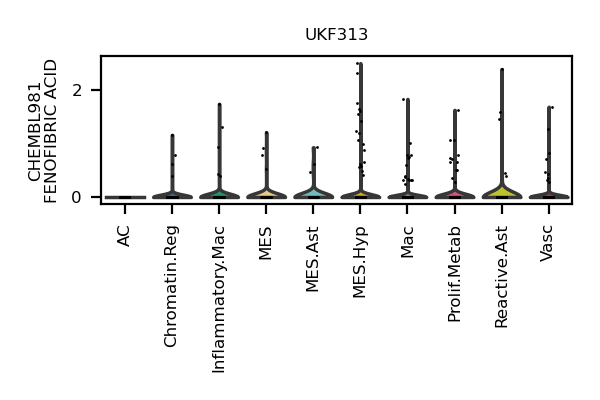 UKF313
CHEMBL981
FENOFIBRIC ACID
2
0
AC
Chromatin.Reg
Inflammatory.Mac
MES
MES.Ast
MES.Hyp
Mac
Prolif.Metab
Reactive.Ast
Vasc